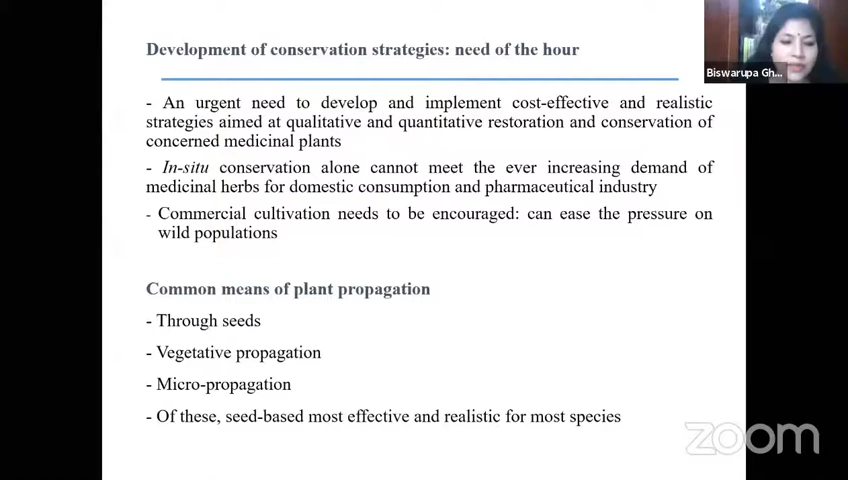 Development of conservation strategies: need of the hour
Biswarupa Gh...
- An urgent need to develop and implement cost-effective and realistic
strategies aimed at qualitative and quantitative restoration and conservation of
concerned medicinal plants
- In-situ conservation alone cannot meet the ever increasing demand of
medicinal herbs for domestic consumption and pharmaceutical industry
- Commercial cultivation needs to be encouraged: can ease the pressure on
wild populations
Common means of plant propagation
- Through seeds
- Vegetative propagation
- Micro-propagation
- Of these, seed-based most effective and realistic for most species
zoom